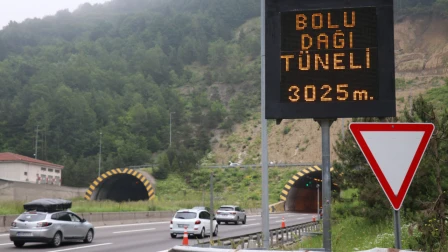 BOLU
DAĞI
TÜNELİ
3025 m.